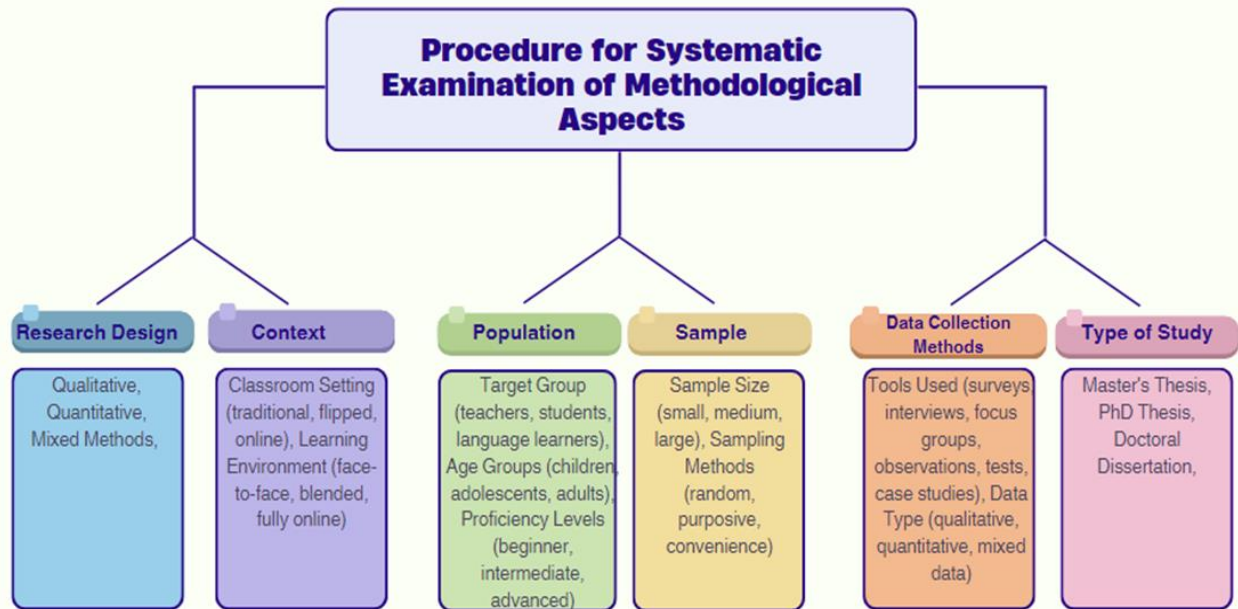 Procedure for Systematic
Examination of Methodological
Aspects
Research Design
Qualitative,
Quantitative,
Mixed Methods,
Context
Classroom Setting
(traditional, flipped,
online), Learning
Environment (face-
to-face, blended,
fully online)
Population
Target Group
(teachers, students,
language learners),
Age Groups (children,
adolescents, adults),
Proficiency Levels
(beginner,
intermediate,
advanced)
Sample
Sample Size
(small, medium,
large), Sampling
Methods
(random,
purposive,
convenience)
Data Collection
Methods
Tools Used (surveys,
interviews, focus
groups,
observations, tests,
case studies), Data
Type (qualitative,
quantitative, mixed
data)
Type of Study
Master's Thesis,
PhD Thesis,
Doctoral
Dissertation,